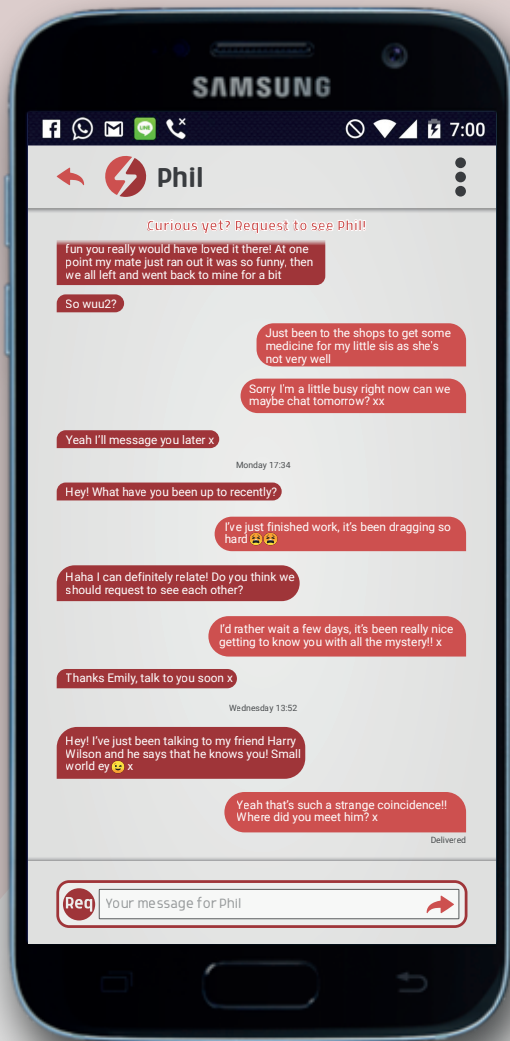 SAMSUNG
7:00
Phil
Curious yet? Request to see Phil!
fun you really would have loved it there! At one
point my mate just ran out it was so funny, then
we all left and went back to mine for a bit
So wuu2?
Just been to the shops to get some
medicine for my little sis as she's
not very well
Sorry I'm a little busy right now can we
maybe chat tomorrow? xx
Yeah I'll message you later x
Monday 17:34
Hey! What have you been up to recently?
I've just finished work, it's been dragging so
hard 😫😫
Haha I can definitely relate! Do you think we
should request to see each other?
I'd rather wait a few days, it's been really nice
getting to know you with all the mystery!! x
Thanks Emily, talk to you soon x
Wednesday 13:52
Hey! I've just been talking to my friend Harry
Wilson and he says that he knows you! Small
world ey😉 x
Yeah that's such a strange coincidence!!
Where did you meet him? x
Delivered
Req Your message for Phil